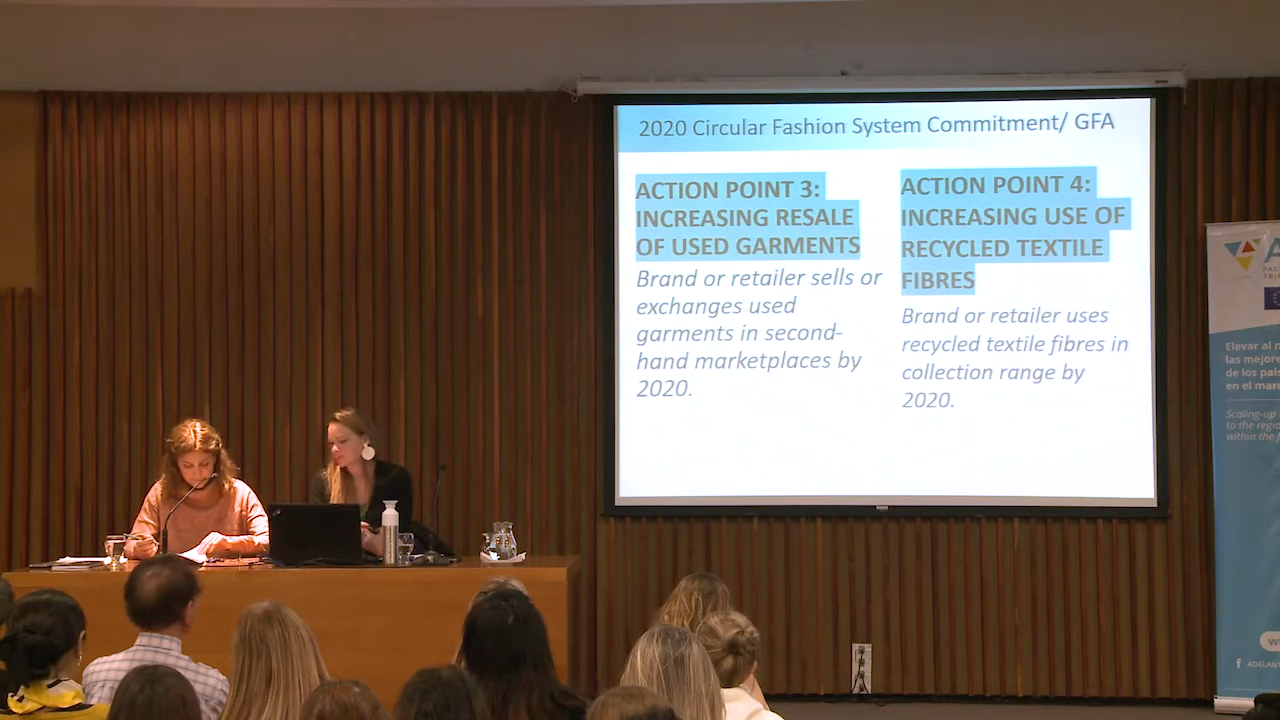 2020 Circular Fashion System Commitment/ GFA
ACTION POINT 3:
INCREASING RESALE
OF USED GARMENTS
Brand or retailer sells or
exchanges used
garments in second-
hand marketplaces by
2020.
ACTION POINT 4:
INCREASING USE OF
RECYCLED TEXTILE
FIBRES
Brand or retailer uses
recycled textile fibres in
collection range by
2020.
Elevar al
las mejore
de los país
en el marc
Scaling-up
to the regio
within the
ADELANT